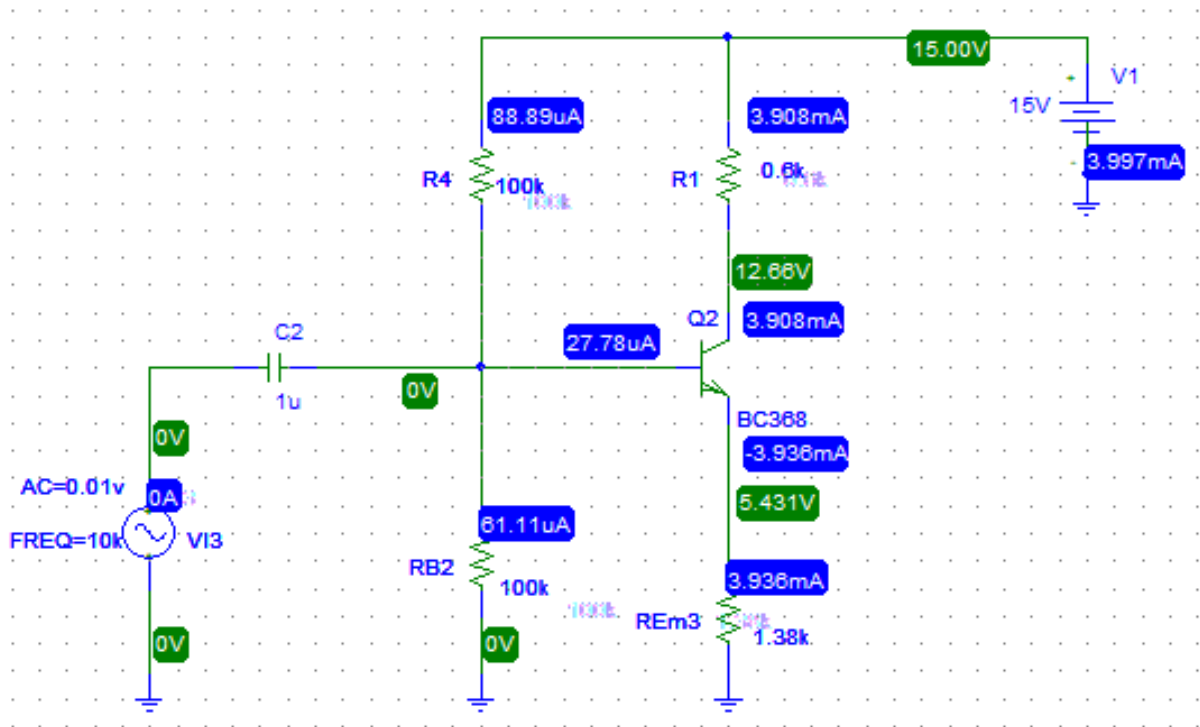 15.00V
V1
15V
3.997mA
88.89uA
3.908mA
R4
100k
R1
0.6k
12.66V
Q2
3.908mA
C2
27.78uA
1u
0V
BC368
0V
-3.936mA
AC=0.01v
0A
5.431V
FREQ=10k
VI3
61.11uA
RB2
100k
3.936mA
REm3
1.38k
0V
0V